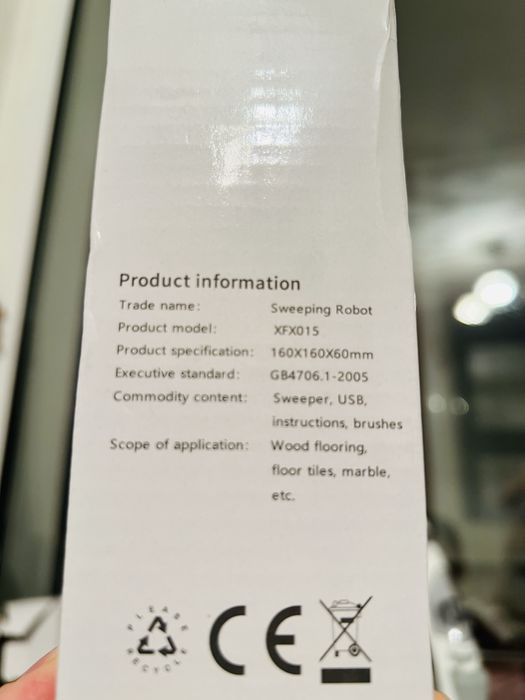 Product information
Trade name: Sweeping Robot
Product model: XFX015
Product specification: 160X160X60mm
Executive standard: GB4706.1-2005
Commodity content: Sweeper, USB,
instructions, brushes
Scope of application: Wood flooring,
floor tiles, marble,
etc.
PLEASE
RECYCLE
CE